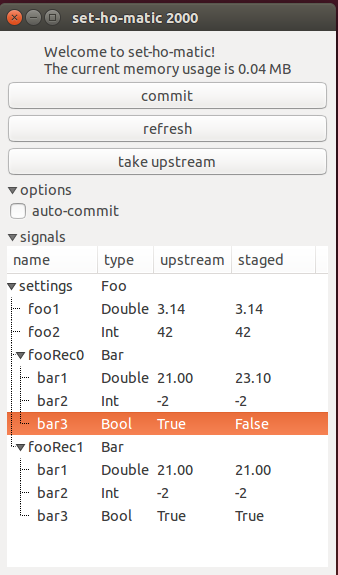 set-ho-matic 2000
Welcome to set-ho-matic!
The current memory usage is 0.04 MB
commit
refresh
take upstream
options
auto-commit
signals
name type upstream staged
settings Foo
foo1 Double 3.14 3.14
foo2 Int 42 42
fooRec0 Bar
bar1 Double 21.00 23.10
bar2 Int -2 -2
bar3 Bool True False
fooRec1 Bar
bar1 Double 21.00 21.00
bar2 Int -2 -2
bar3 Bool True True